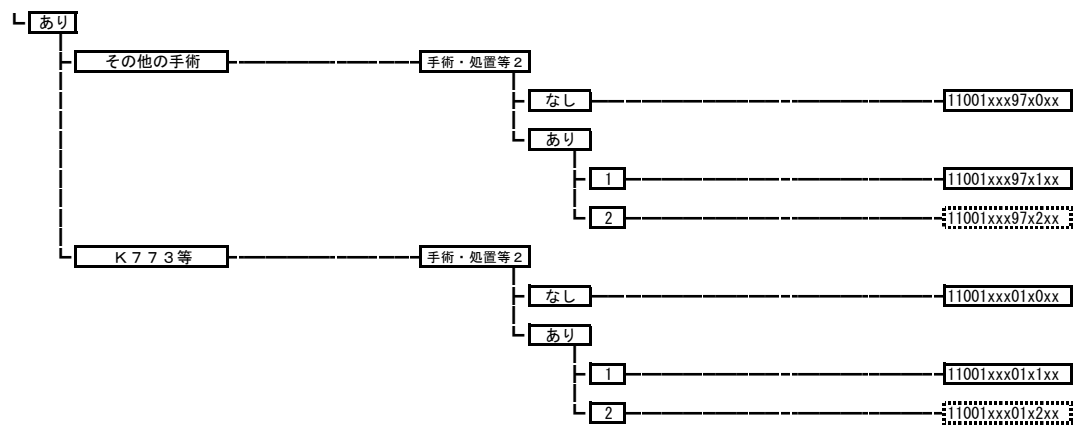 あり
その他の手術 手術・処置等２
なし 11001xxx97x0xx
あり
1 11001xxx97x1xx
2 11001xxx97x2xx
Ｋ７７３等 手術・処置等２
なし 11001xxx01x0xx
あり
1 11001xxx01x1xx
2 11001xxx01x2xx